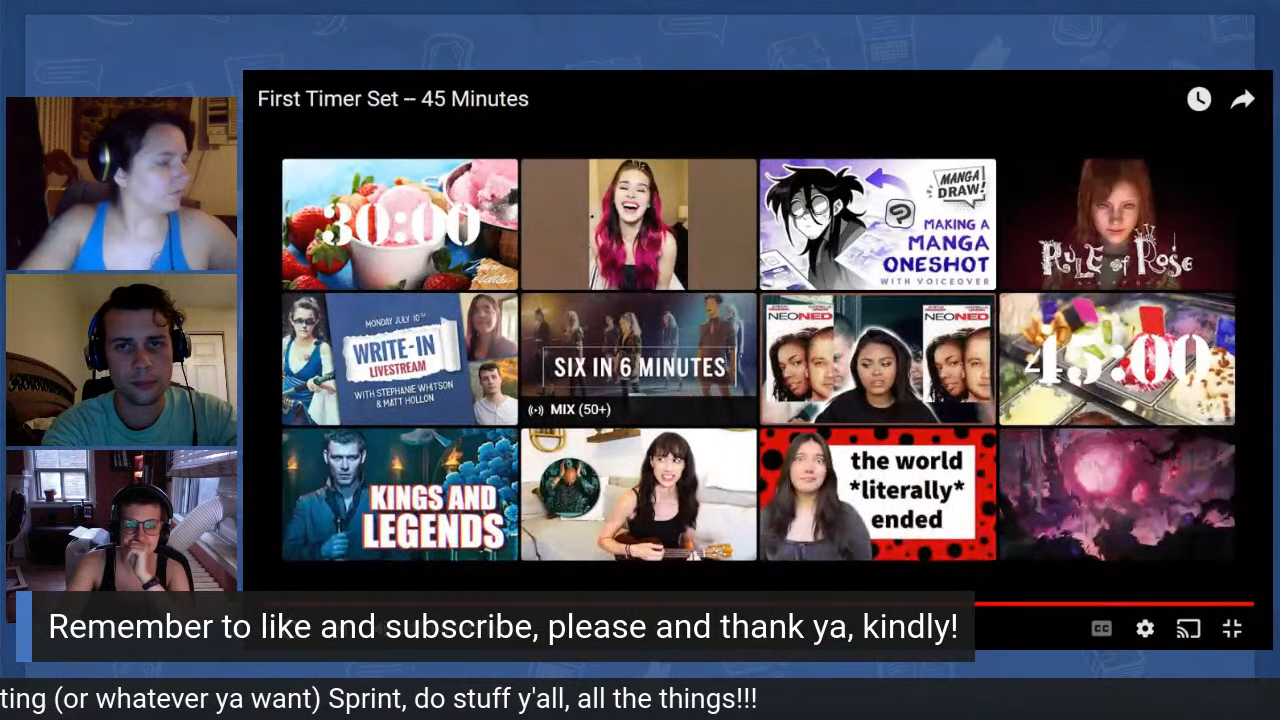 First Timer Set -- 45 Minutes
30:00
MANGA
DRAW!
MAKING A
MANGA
ONESHOT
WITH VOICEOVER
RULE of ROSE
MONDAY JULY 10TH
WRITE-IN
LIVESTREAM
WITH STEPHANIE WHITSON
& MATT HOLLON
SIX IN 6 MINUTES
MIX (50+)
NEONED
NEONED
45:00
KINGS AND
LEGENDS
the world
*literally*
ended
Remember to like and subscribe, please and thank ya, kindly!
CC
ting (or whatever ya want) Sprint, do stuff y'all, all the things!!!